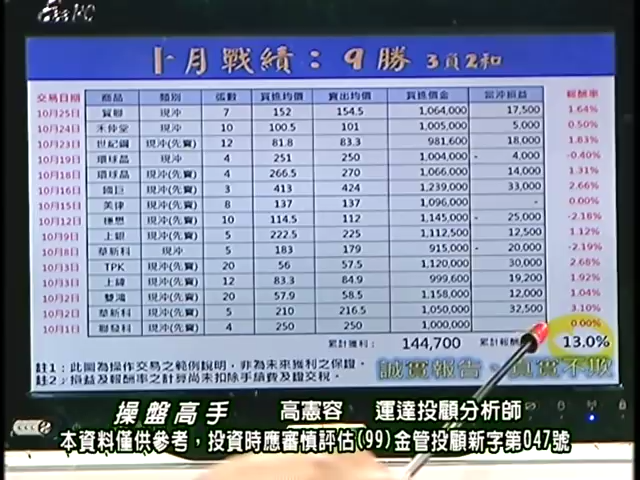 十月戰績：9勝 3負2和
交易日期 商品 類別 張數 買進均價 賣出均價 買進價金 當沖損益 報酬率
10月25日 貿聯 現沖 7 152 154.5 1,064,000 17,500 1.64%
10月24日 禾伸堂 現沖 10 100.5 101 1,005,000 5,000 0.50%
10月23日 世紀鋼 現沖(先賣) 12 81.8 83.3 981,600 18,000 1.83%
10月19日 環球晶 現沖 4 251 250 1,004,000 - 4,000 -0.40%
10月18日 環球晶 現沖(先賣) 4 266.5 270 1,066,000 14,000 1.31%
10月16日 國巨 現沖(先賣) 3 413 424 1,239,000 33,000 2.66%
10月15日 美律 現沖(先賣) 8 137 137 1,096,000 - 0.00%
10月12日 穩懋 現沖(先賣) 10 114.5 112 1,145,000 - 25,000 -2.18%
10月9日 上銀 現沖(先賣) 5 222.5 225 1,112,500 12,500 1.12%
10月8日 華新科 現沖 5 183 179 915,000 - 20,000 -2.19%
10月3日 TPK 現沖(先賣) 20 56 57.5 1,120,000 30,000 2.68%
10月3日 上緯 現沖(先賣) 12 83.3 84.9 999,600 19,200 1.92%
10月2日 雙鴻 現沖(先賣) 20 57.9 58.5 1,158,000 12,000 1.04%
10月2日 華新科 現沖(先賣) 5 210 216.5 1,050,000 32,500 3.10%
10月1日 聯發科 現沖(先賣) 4 250 250 1,000,000 0.00%
累計獲利： 144,700 累計報酬 13.0%
註1：此圖為操作交易之範例說明，非為未來獲利之保證。
註2：損益及報酬率之計算尚未扣除手續費及證交稅。
誠實報告 真實不欺
操盤高手 高憲容 運達投顧分析師
本資料僅供參考，投資時應審慎評估(99)金管投顧新字第047號